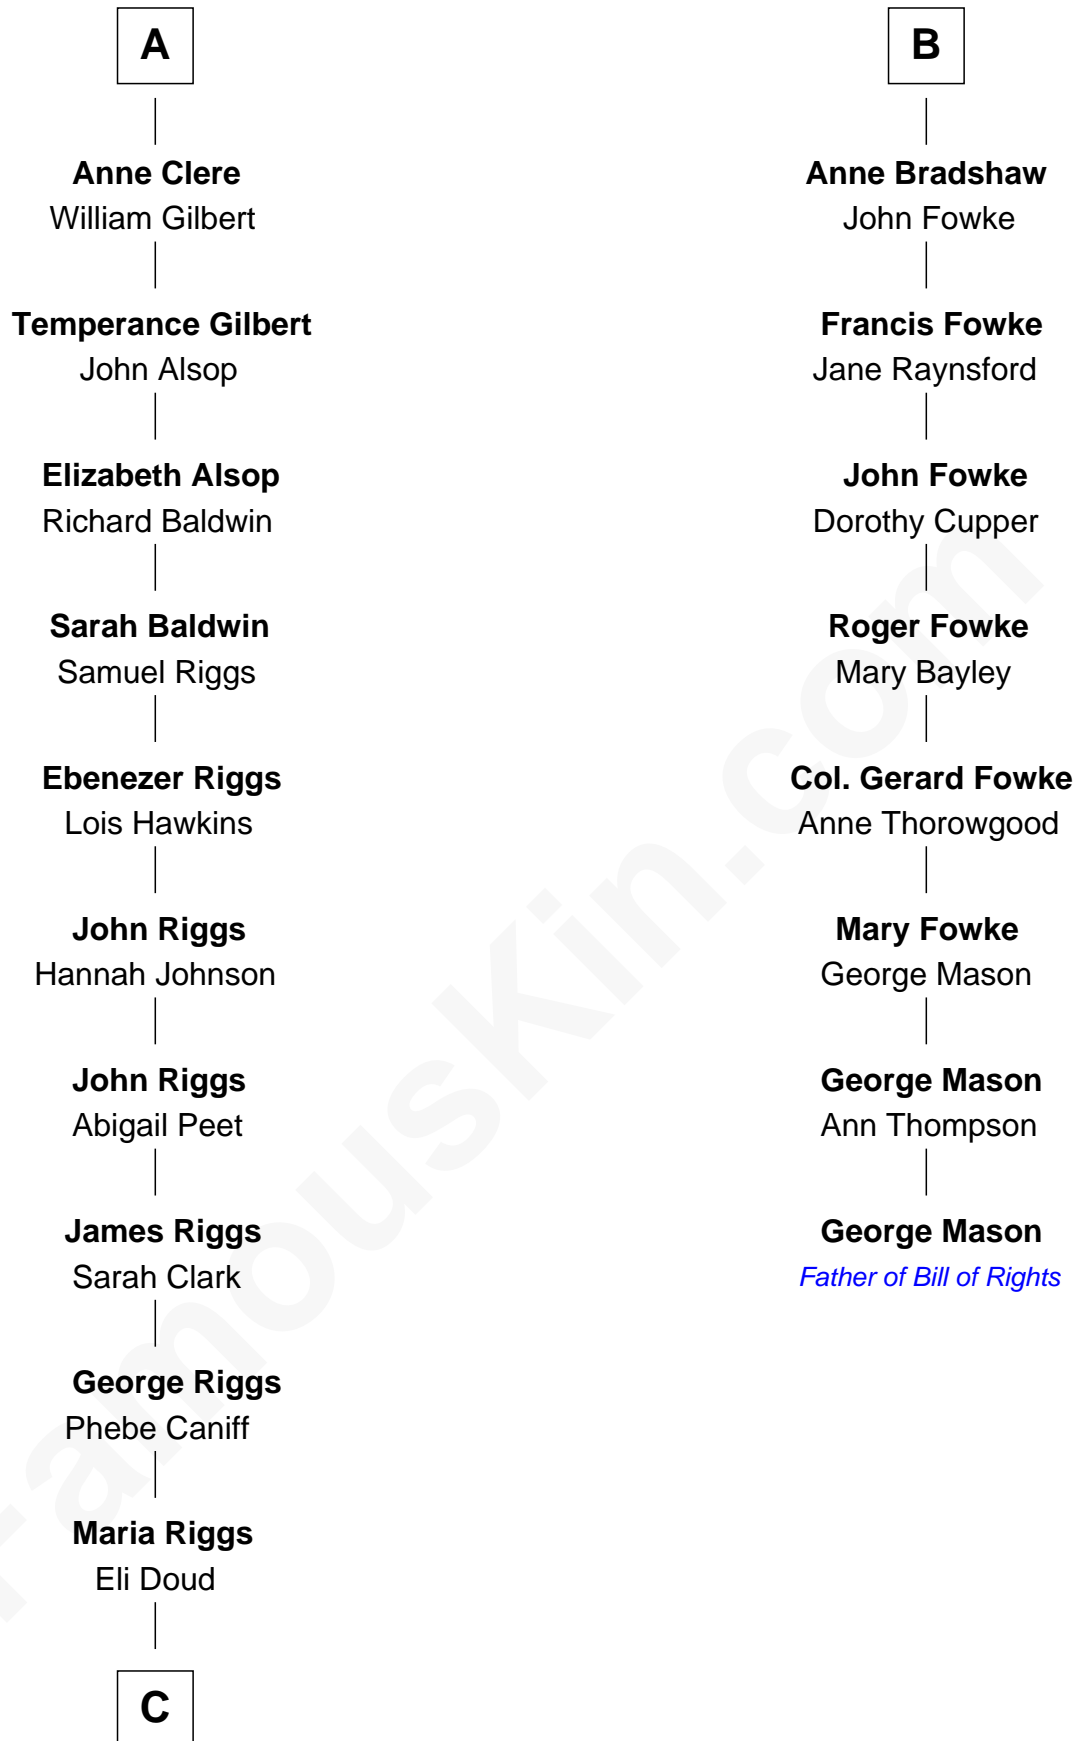 A
Anne Clere
William Gilbert
Temperance Gilbert
John Alsop
Elizabeth Alsop
Richard Baldwin
Sarah Baldwin
Samuel Riggs
Ebenezer Riggs
Lois Hawkins
John Riggs
Hannah Johnson
John Riggs
Abigail Peet
James Riggs
Sarah Clark
George Riggs
Phebe Caniff
Maria Riggs
Eli Doud
C
B
Anne Bradshaw
John Fowke
Francis Fowke
Jane Raynsford
John Fowke
Dorothy Cupper
Roger Fowke
Mary Bayley
Col. Gerard Fowke
Anne Thorowgood
Mary Fowke
George Mason
George Mason
Ann Thompson
George Mason
Father of Bill of Rights
FamousKin.com